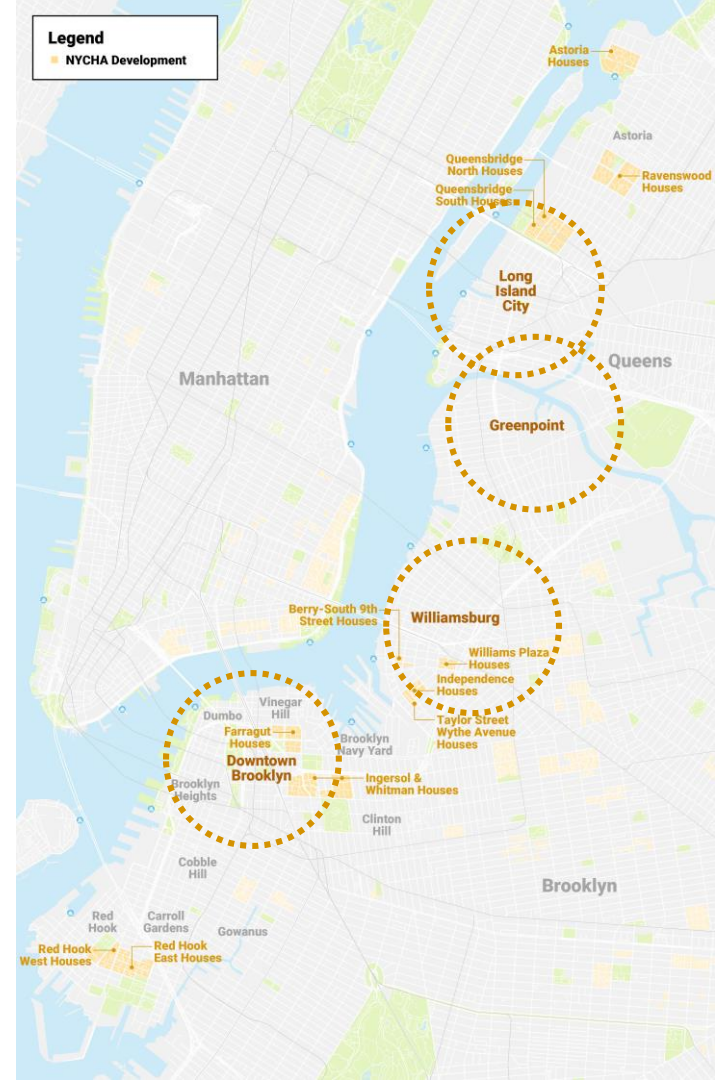 Legend
NYCHA Development
Astoria
Houses
Astoria
Queensbridge
North Houses
Ravenswood
Houses
Queensbridge
South Houses
Long
Island
City
Queens
Manhattan
Greenpoint
Berry-South 9th
Street Houses
Williamsburg
Williams Plaza
Houses
Independence
Houses
Taylor Street
Wythe Avenue
Houses
Vinegar
Hill
Dumbo
Farragut
Houses
Brooklyn
Navy Yard
Downtown
Brooklyn
Ingersol &
Whitman Houses
Brooklyn
Heights
Clinton
Hill
Cobble
Hill
Brooklyn
Red
Hook
Carroll
Gardens
Gowanus
Red Hook
West Houses
Red Hook
East Houses